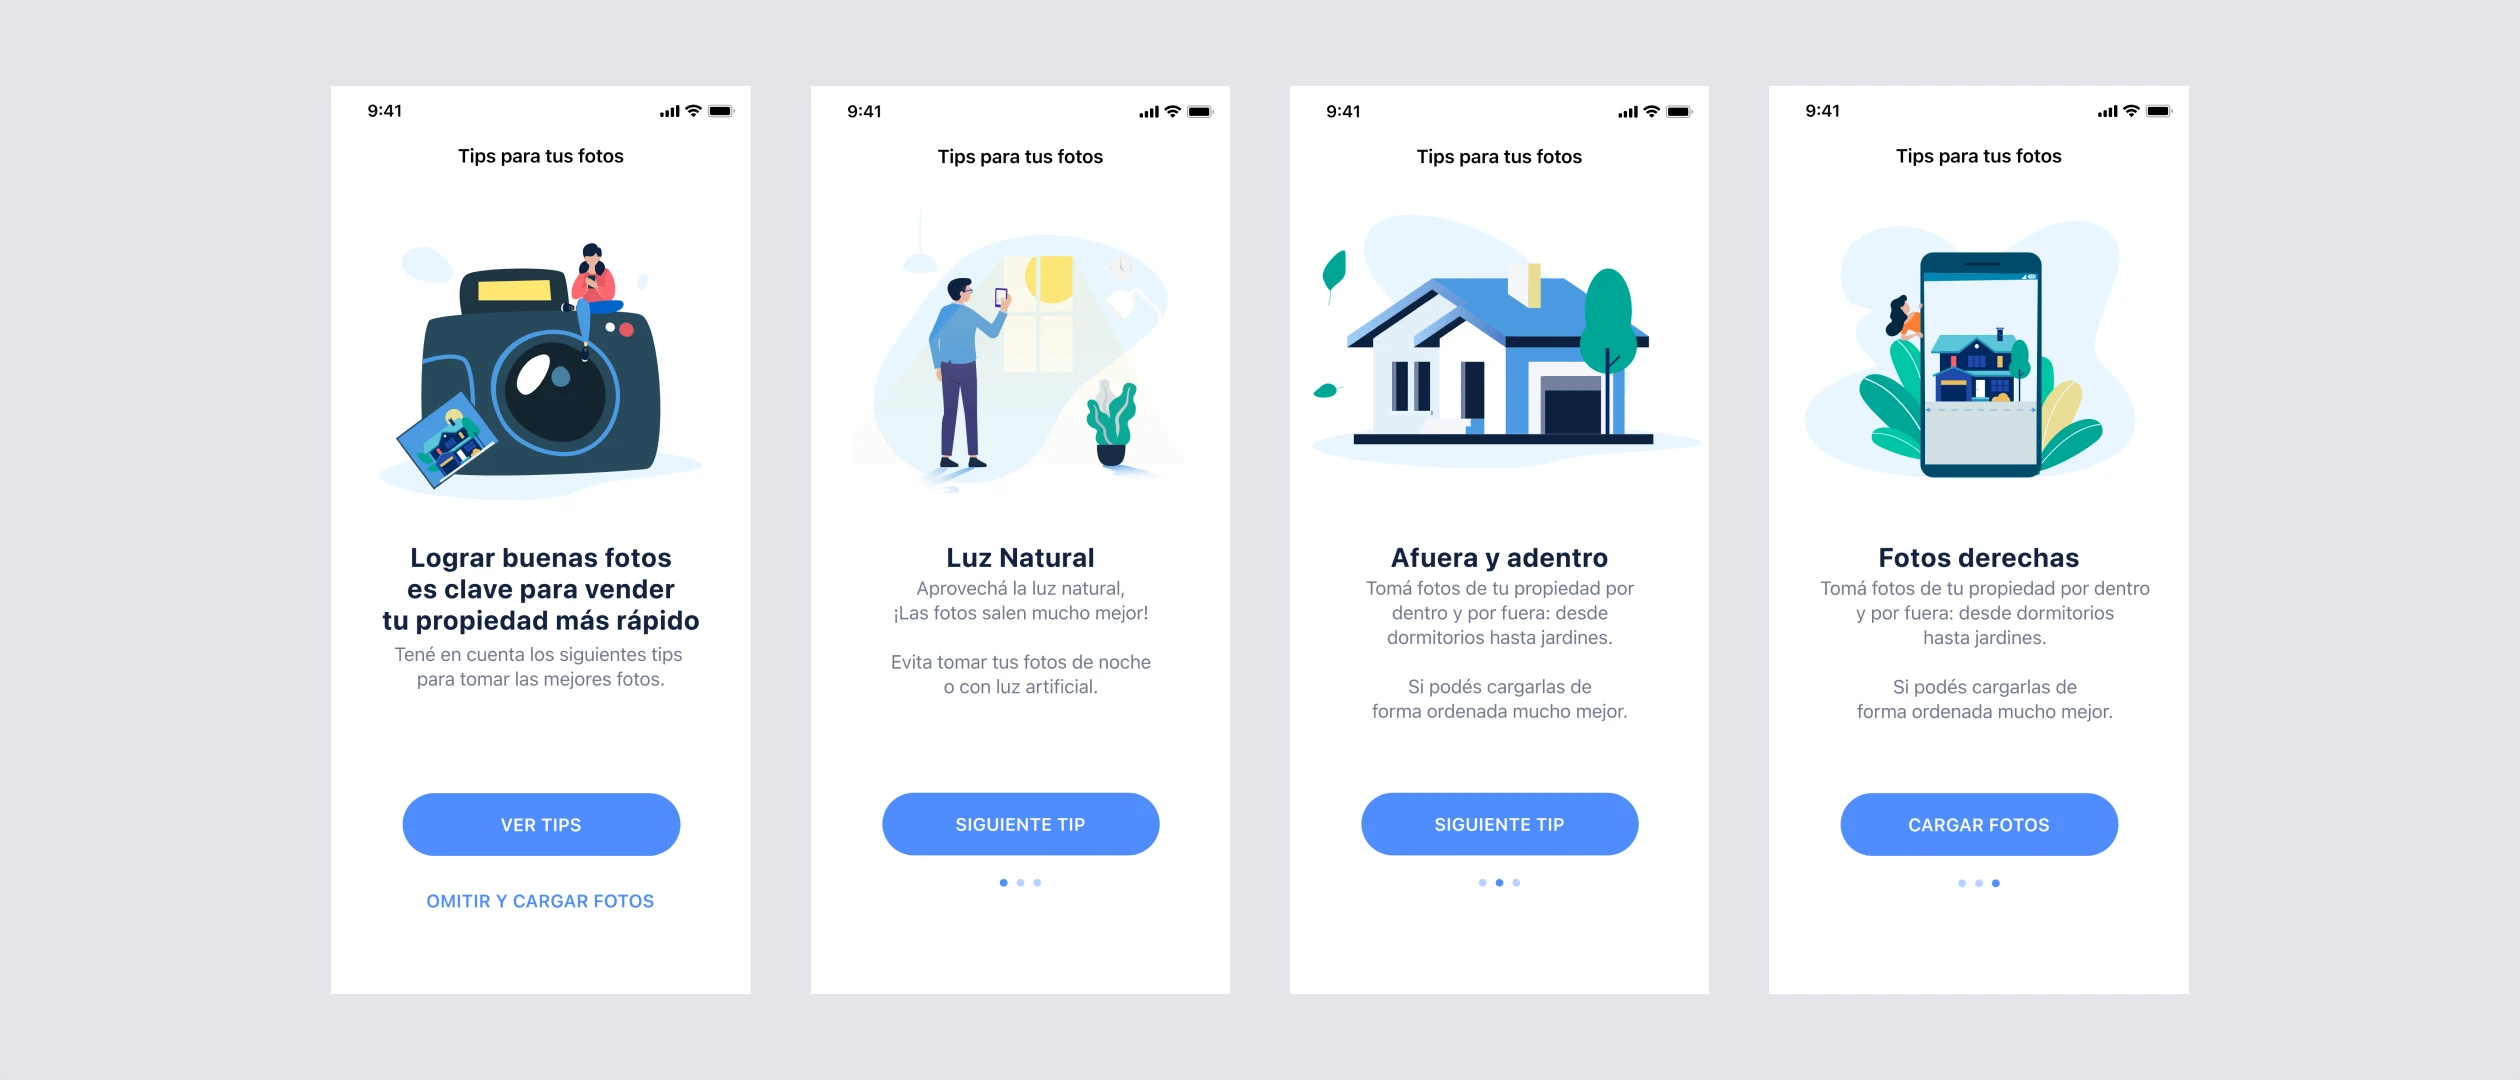 9:41
Tips para tus fotos
Lograr buenas fotos
es clave para vender
tu propiedad más rápido
Tené en cuenta los siguientes tips
para tomar las mejores fotos.
VER TIPS
OMITIR Y CARGAR FOTOS
9:41
Tips para tus fotos
Luz Natural
Aprovechá la luz natural,
¡Las fotos salen mucho mejor!
Evita tomar tus fotos de noche
o con luz artificial.
SIGUIENTE TIP
9:41
Tips para tus fotos
Afuera y adentro
Tomá fotos de tu propiedad por
dentro y por fuera: desde
dormitorios hasta jardines.
Si podés cargarlas de
forma ordenada mucho mejor.
SIGUIENTE TIP
9:41
Tips para tus fotos
Fotos derechas
Tomá fotos de tu propiedad por dentro
y por fuera: desde dormitorios
hasta jardines.
Si podés cargarlas de
forma ordenada mucho mejor.
CARGAR FOTOS